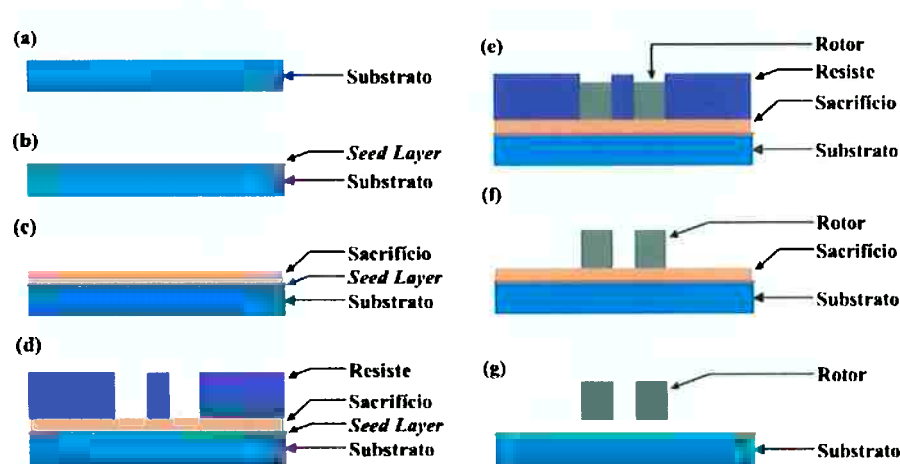 (a)
Substrato
(b)
Seed Layer
Substrato
(c)
Sacrifício
Seed Layer
Substrato
(d)
Resiste
Sacrifício
Seed Layer
Substrato
(e)
Rotor
Resiste
Sacrifício
Substrato
(f)
Rotor
Sacrifício
Substrato
(g)
Rotor
Substrato